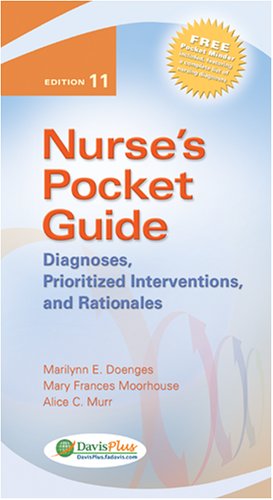 EDITION 11
FREE
Pocket Minder
Nurse's
Pocket
Guide
Diagnoses,
Prioritized Interventions,
and Rationales
Marilynn E. Doenges
Mary Frances Moorhouse
Alice C. Murr
DavisPlus
DavisPlus.fadavis.com